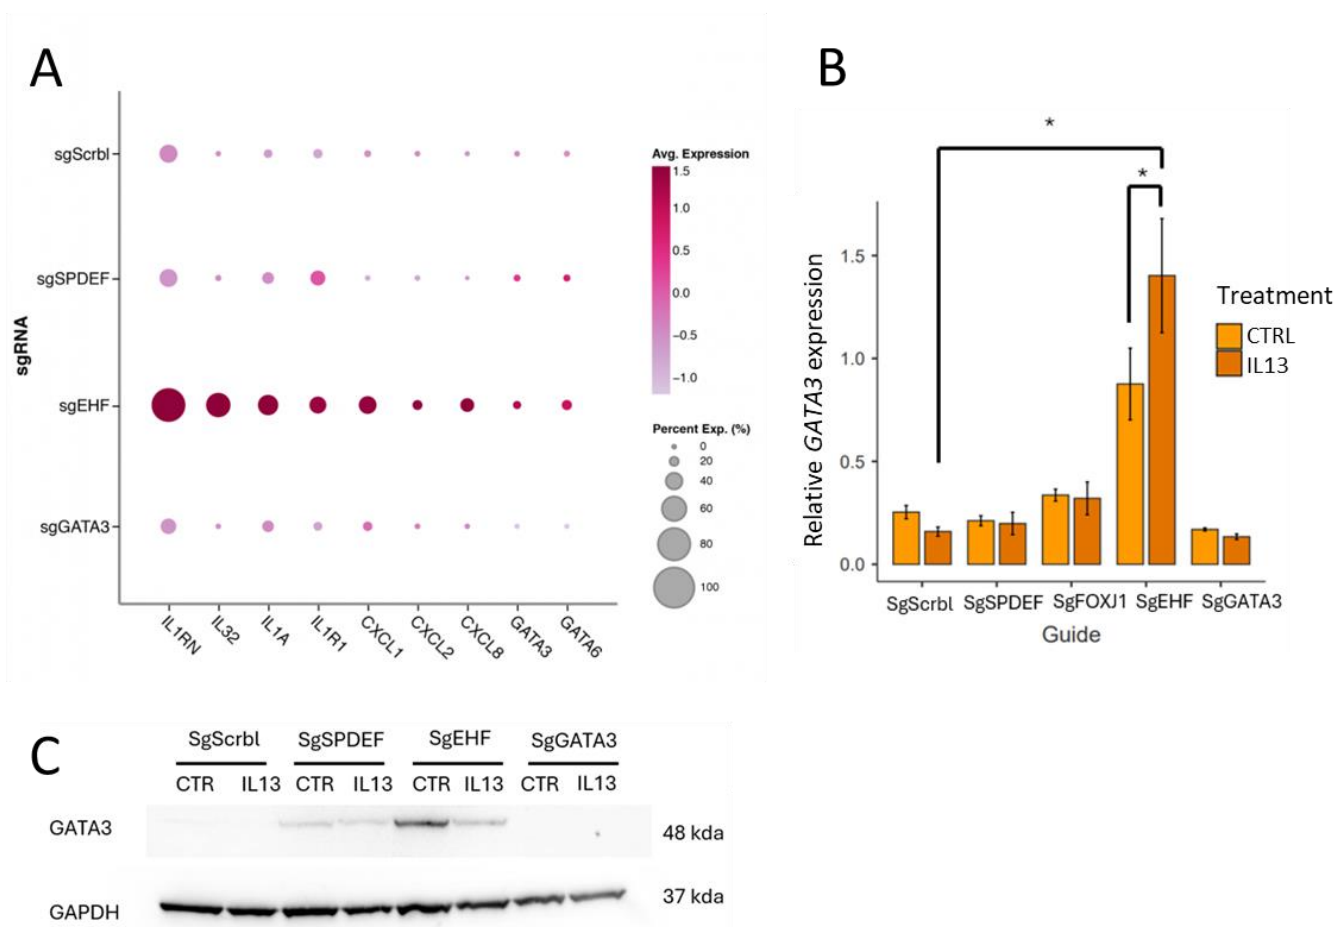 A
sgRNA
sgScrbl
sgSPDEF
sgEHF
sgGATA3
IL1RN
IL32
IL1A
IL1R1
CXCL1
CXCL2
CXCL8
GATA3
GATA6
Avg. Expression
1.5
1.0
0.5
0.0
−0.5
−1.0
Percent Exp. (%)
0
20
40
60
80
100
B
*
*
Relative GATA3 expression
1.5
1.0
0.5
0.0
SgScrbl SgSPDEF SgFOXJ1 SgEHF SgGATA3
Guide
Treatment
CTRL
IL13
C
SgScrbl SgSPDEF SgEHF SgGATA3
CTR IL13 CTR IL13 CTR IL13 CTR IL13
GATA3 48 kda
GAPDH 37 kda